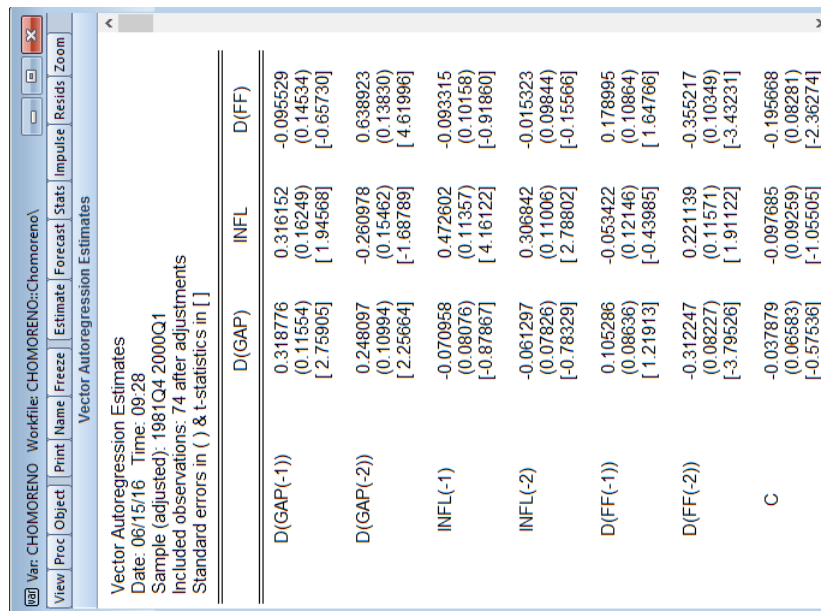 Var: CHOMORENO Workfile: CHOMORENO::Chomoreno\
View Proc Object Print Name Freeze Estimate Forecast Stats Impulse Resids Zoom
Vector Autoregression Estimates
Vector Autoregression Estimates
Date: 06/15/16 Time: 09:28
Sample (adjusted): 1981Q4 2000Q1
Included observations: 74 after adjustments
Standard errors in ( ) & t-statistics in [ ]
D(GAP) INFL D(FF)
D(GAP(-1)) 0.318776 0.316152 -0.095529
(0.11554) (0.16249) (0.14534)
[ 2.75905] [ 1.94568] [-0.65730]
D(GAP(-2)) 0.248097 -0.260978 0.638923
(0.10994) (0.15462) (0.13830)
[ 2.25664] [-1.68789] [ 4.61996]
INFL(-1) -0.070958 0.472602 -0.093315
(0.08076) (0.11357) (0.10158)
[-0.87867] [ 4.16122] [-0.91860]
INFL(-2) -0.061297 0.306842 -0.015323
(0.07826) (0.11006) (0.09844)
[-0.78329] [ 2.78802] [-0.15566]
D(FF(-1)) 0.105286 -0.053422 0.178995
(0.08636) (0.12146) (0.10864)
[ 1.21913] [-0.43985] [ 1.64766]
D(FF(-2)) -0.312247 0.221139 -0.355217
(0.08227) (0.11571) (0.10349)
[-3.79526] [ 1.91122] [-3.43231]
C -0.037879 -0.097685 -0.195668
(0.06583) (0.09259) (0.08281)
[-0.57536] [-1.05505] [-2.36274]